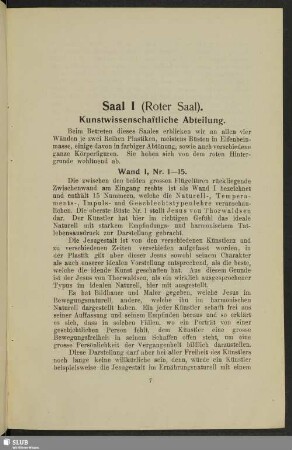 Saal I (Roter Saal).
Kunstwissenschaftliche Abteilung.
Beim Betreten dieses Saales erblicken wir an allen vier
Wänden je zwei Reihen Plastiken, meistens Büsten in Elfenbein-
masse, einige davon in farbiger Abtönung, sowie auch verschiedene
ganze Körperfiguren. Sie heben sich von dem roten Hinter-
grunde wohltuend ab.
Wand I, Nr. 1—15.
Die zwischen den beiden grossen Flügeltüren rückliegende
Zwischenwand am Eingang rechts ist als Wand I bezeichnet
und enthält 15 Nummern, welche die Naturell-, Tempera-
ments-, Impuls- und Geschlechtstypenlehre veranschau-
lichen. Die oberste Büste Nr. 1 stellt Jesus von Thorwaldsen
dar. Der Künstler hat hier im richtigen Gefühl das ideale
Naturell mit starkem Empfindungs- und harmonischem Tat-
lebensausdruck zur Darstellung gebracht.
Die Jesusgestalt ist von den verschiedenen Künstlern und
zu verschiedenen Zeiten verschieden aufgefasst worden, in
der Plastik gibt aber dieser Jesus sowohl seinem Charakter
als auch unserer idealen Vorstellung entsprechend, als die beste,
welche die ideale Kunst geschaffen hat. Aus diesem Grunde
ist der Jesus von Thorwaldsen, als ein wirklich ausgesprochener
Typus im idealen Naturell, hier mit ausgestellt.
Es hat Bildhauer und Maler gegeben, welche Jesus im
Bewegungsnaturell, andere, welche ihn im harmonischen
Naturell dargestellt haben. Ein jeder Künstler schafft frei aus
seiner Auffassung und seinem Empfinden heraus und so erklärt
es sich, dass in solchen Fällen, wo ein Porträt von einer
geschichtlichen Person fehlt, dem Künstler eine grosse
Bewegungsfreiheit in seinem Schaffen offen steht, um eine
grosse Persönlichkeit der Vergangenheit bildlich darzustellen.
Diese Darstellung darf aber bei aller Freiheit des Künstlers
noch lange keine willkürliche sein, denn, würde ein Künstler
beispielsweise die Jesusgestalt im Ernährungsnaturell mit einem
7
SLUB